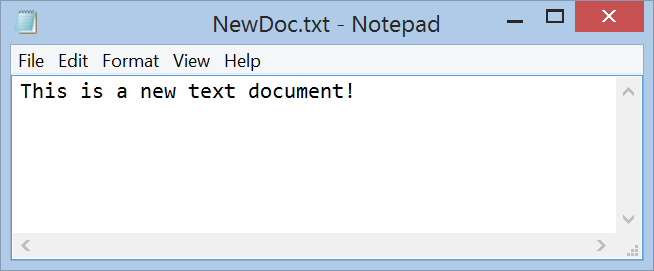 NewDoc.txt - Notepad
File Edit Format View Help
This is a new text document!